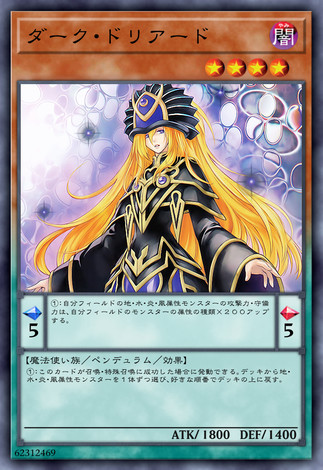 ダーク・ドリアード
やみ
闇
①:自分フィールドの地・水・炎・風属性モンスターの攻撃力・守備
力は、自分フィールドのモンスターの属性の種類×200アップ
する。
5
5
【魔法使い族/ペンデュラム/効果】
①:このカードが召喚・特殊召喚に成功した場合に発動できる。デッキから地・
水・炎・風属性モンスターを1体ずつ選び、好きな順番でデッキの上に戻す。
ATK/1800 DEF/1400
62312469